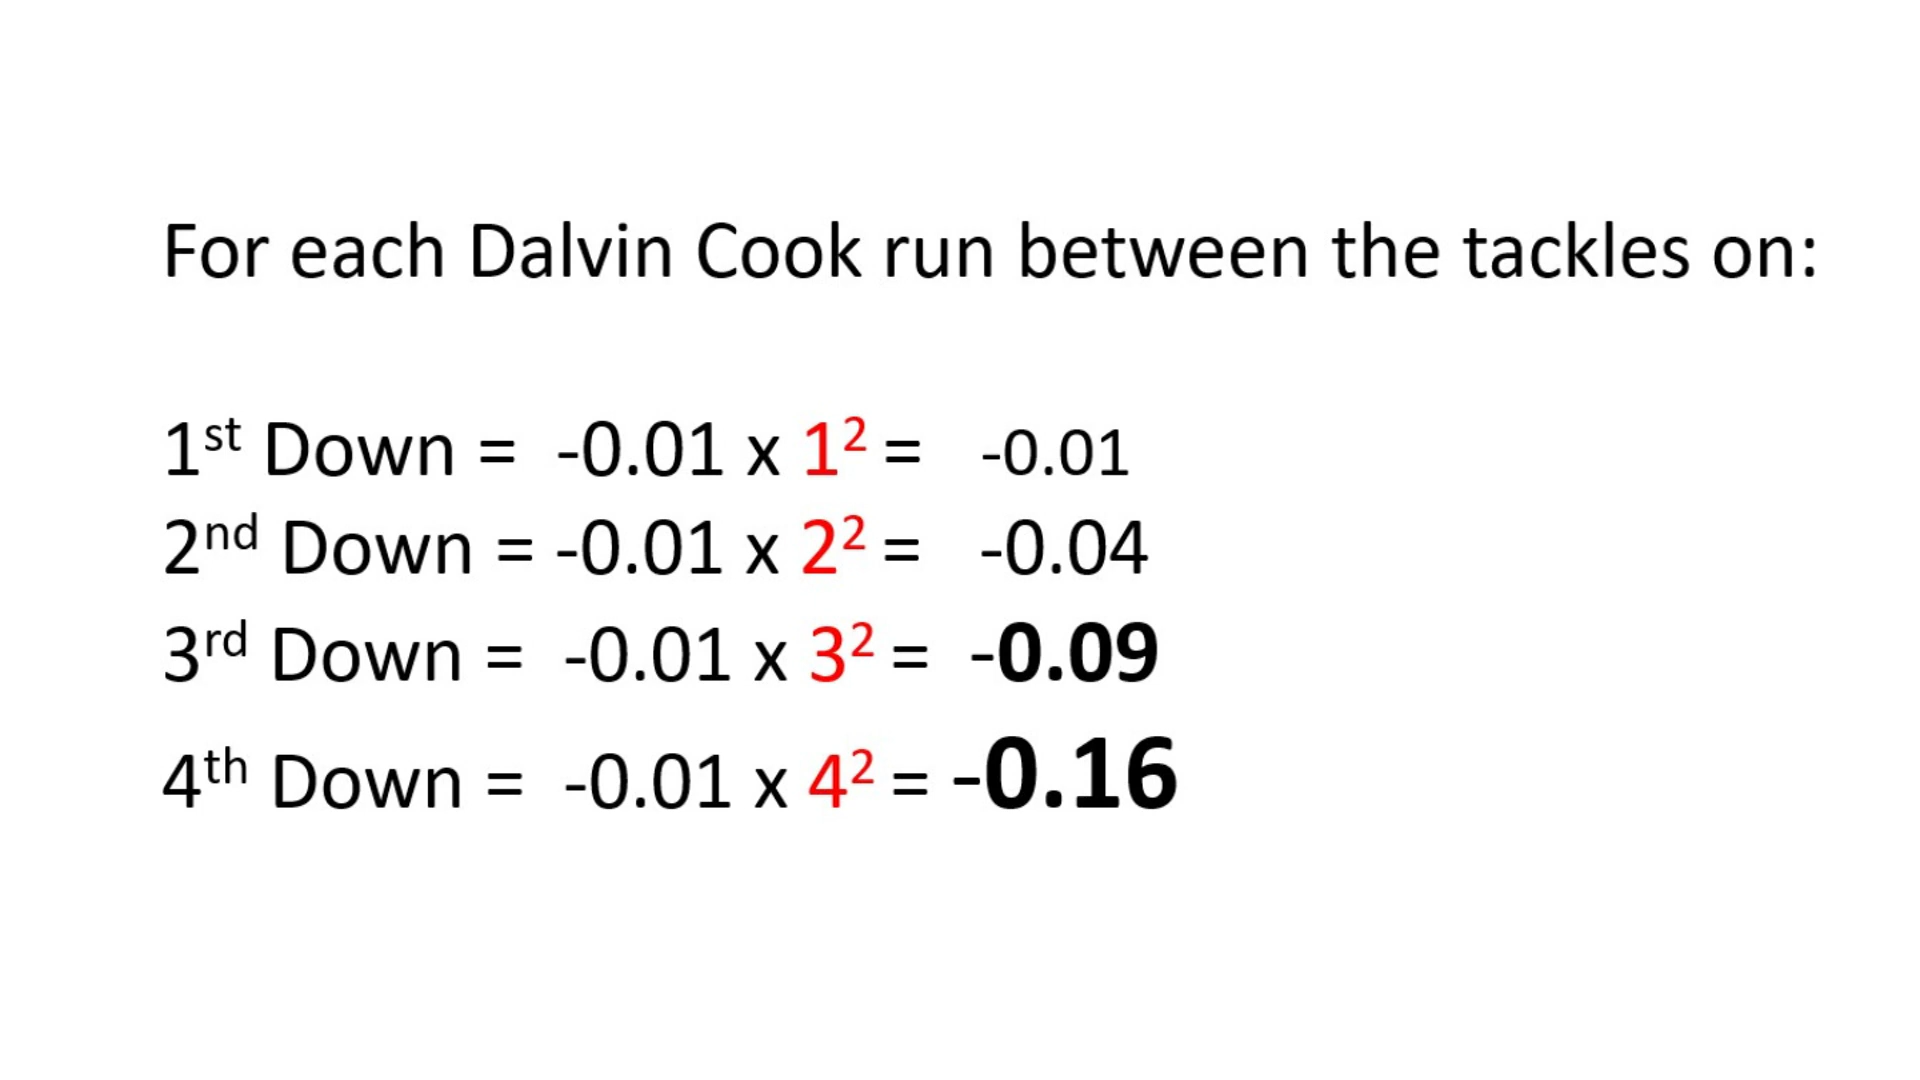 For each Dalvin Cook run between the tackles on:
1st Down = -0.01 x 1² = -0.01
2nd Down = -0.01 x 2² = -0.04
3rd Down = -0.01 x 3² = -0.09
4th Down = -0.01 x 4² = -0.16